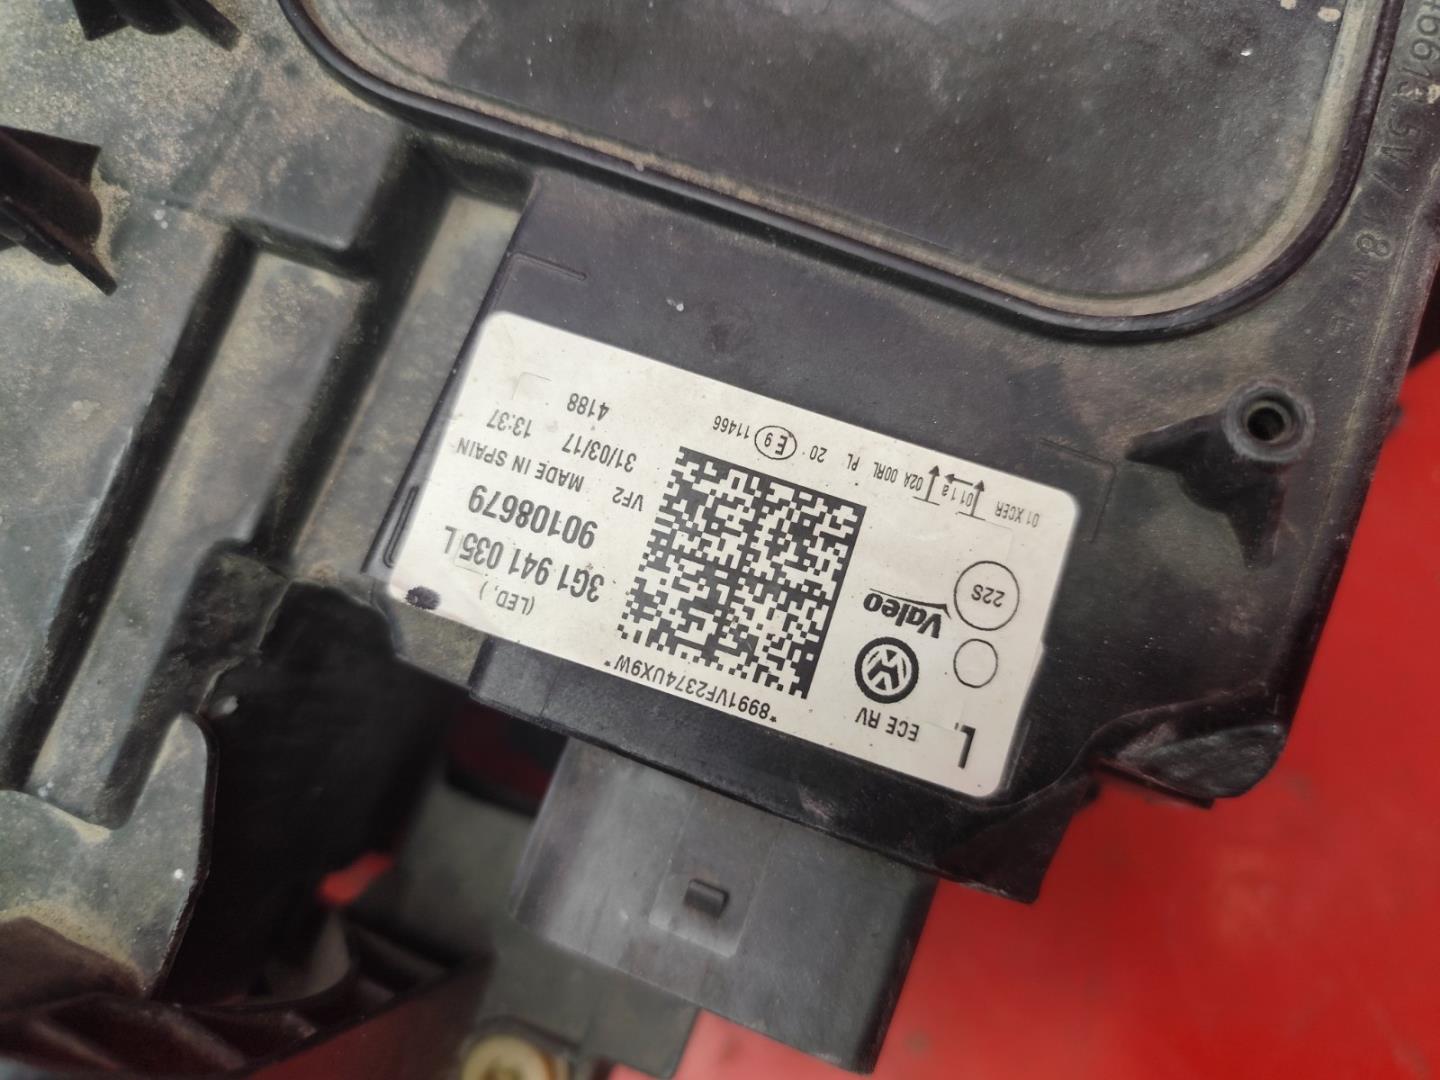 L.
ECE RV
*8991VF2374UX9W*
Valeo
22S
(LED, )
3G1 941 035 L
90108679
VF2 MADE IN SPAIN
31/03/17 13:37
4188
01 XCER 01 1 a 02A 00RL PL 20 E9 11466